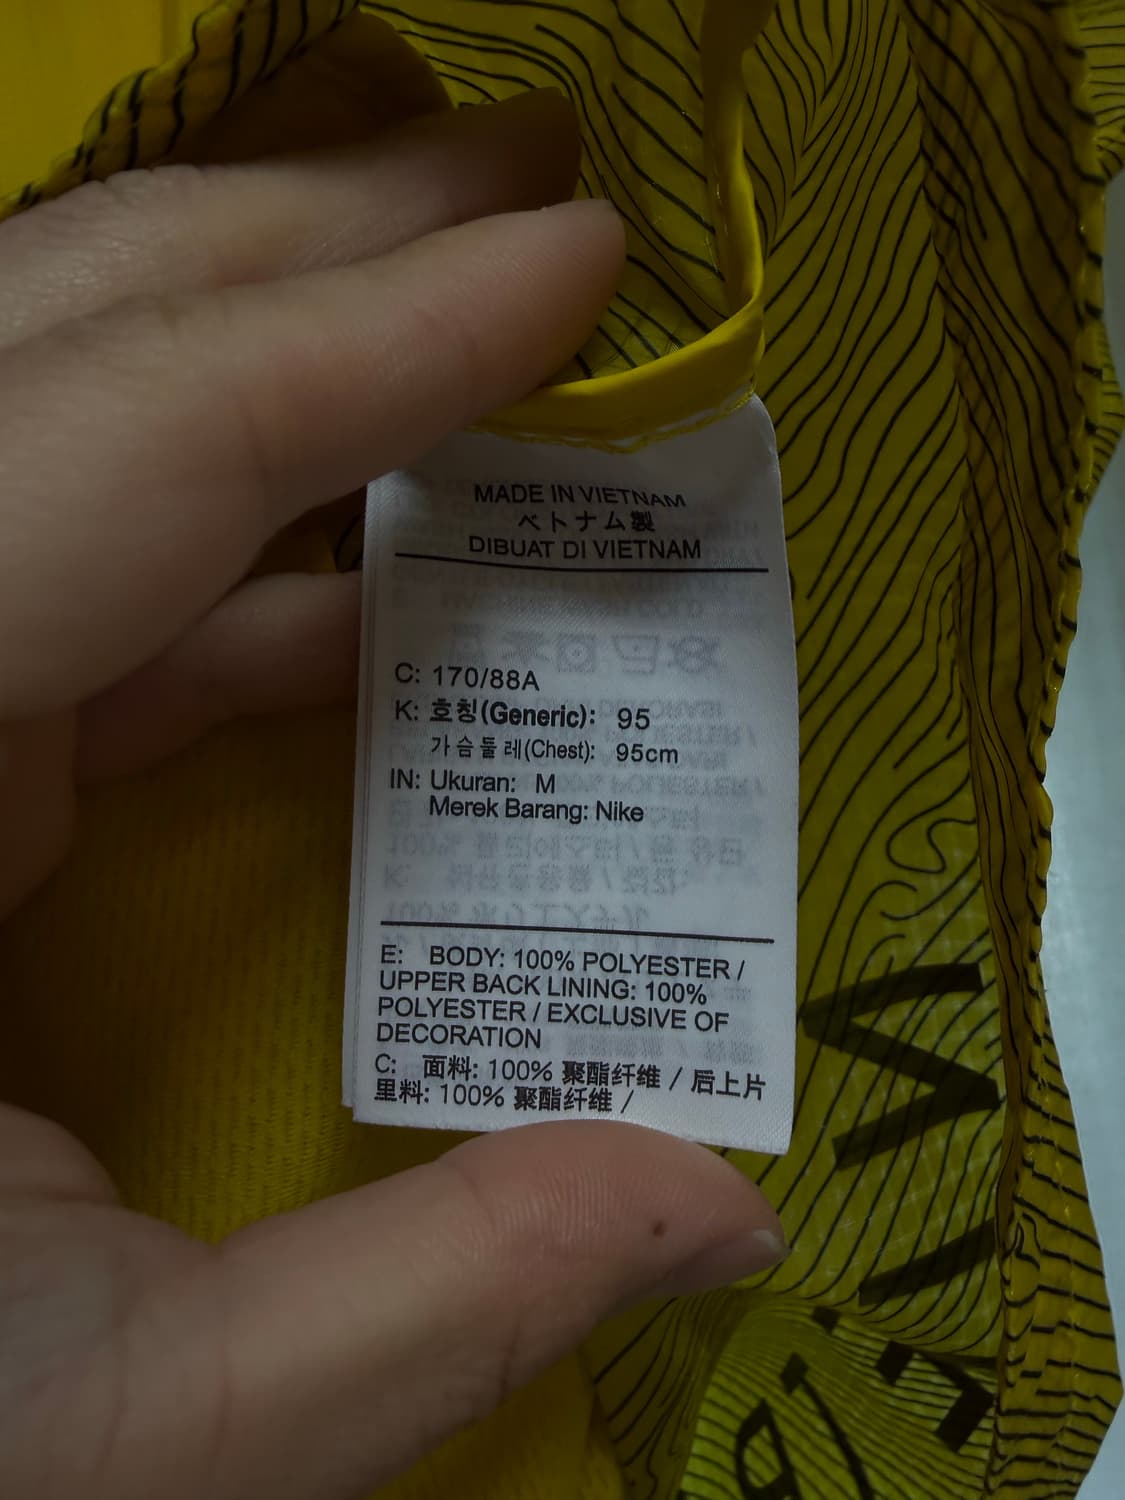 MADE IN VIETNAM
ベトナム製
DIBUAT DI VIETNAM
C: 170/88A
K: 호칭(Generic): 95
가슴둘레(Chest): 95cm
IN: Ukuran: M
Merek Barang: Nike
E: BODY: 100% POLYESTER /
UPPER BACK LINING: 100%
POLYESTER / EXCLUSIVE OF
DECORATION
C: 面料: 100% 聚酯纤维 / 后上片
里料: 100% 聚酯纤维 /